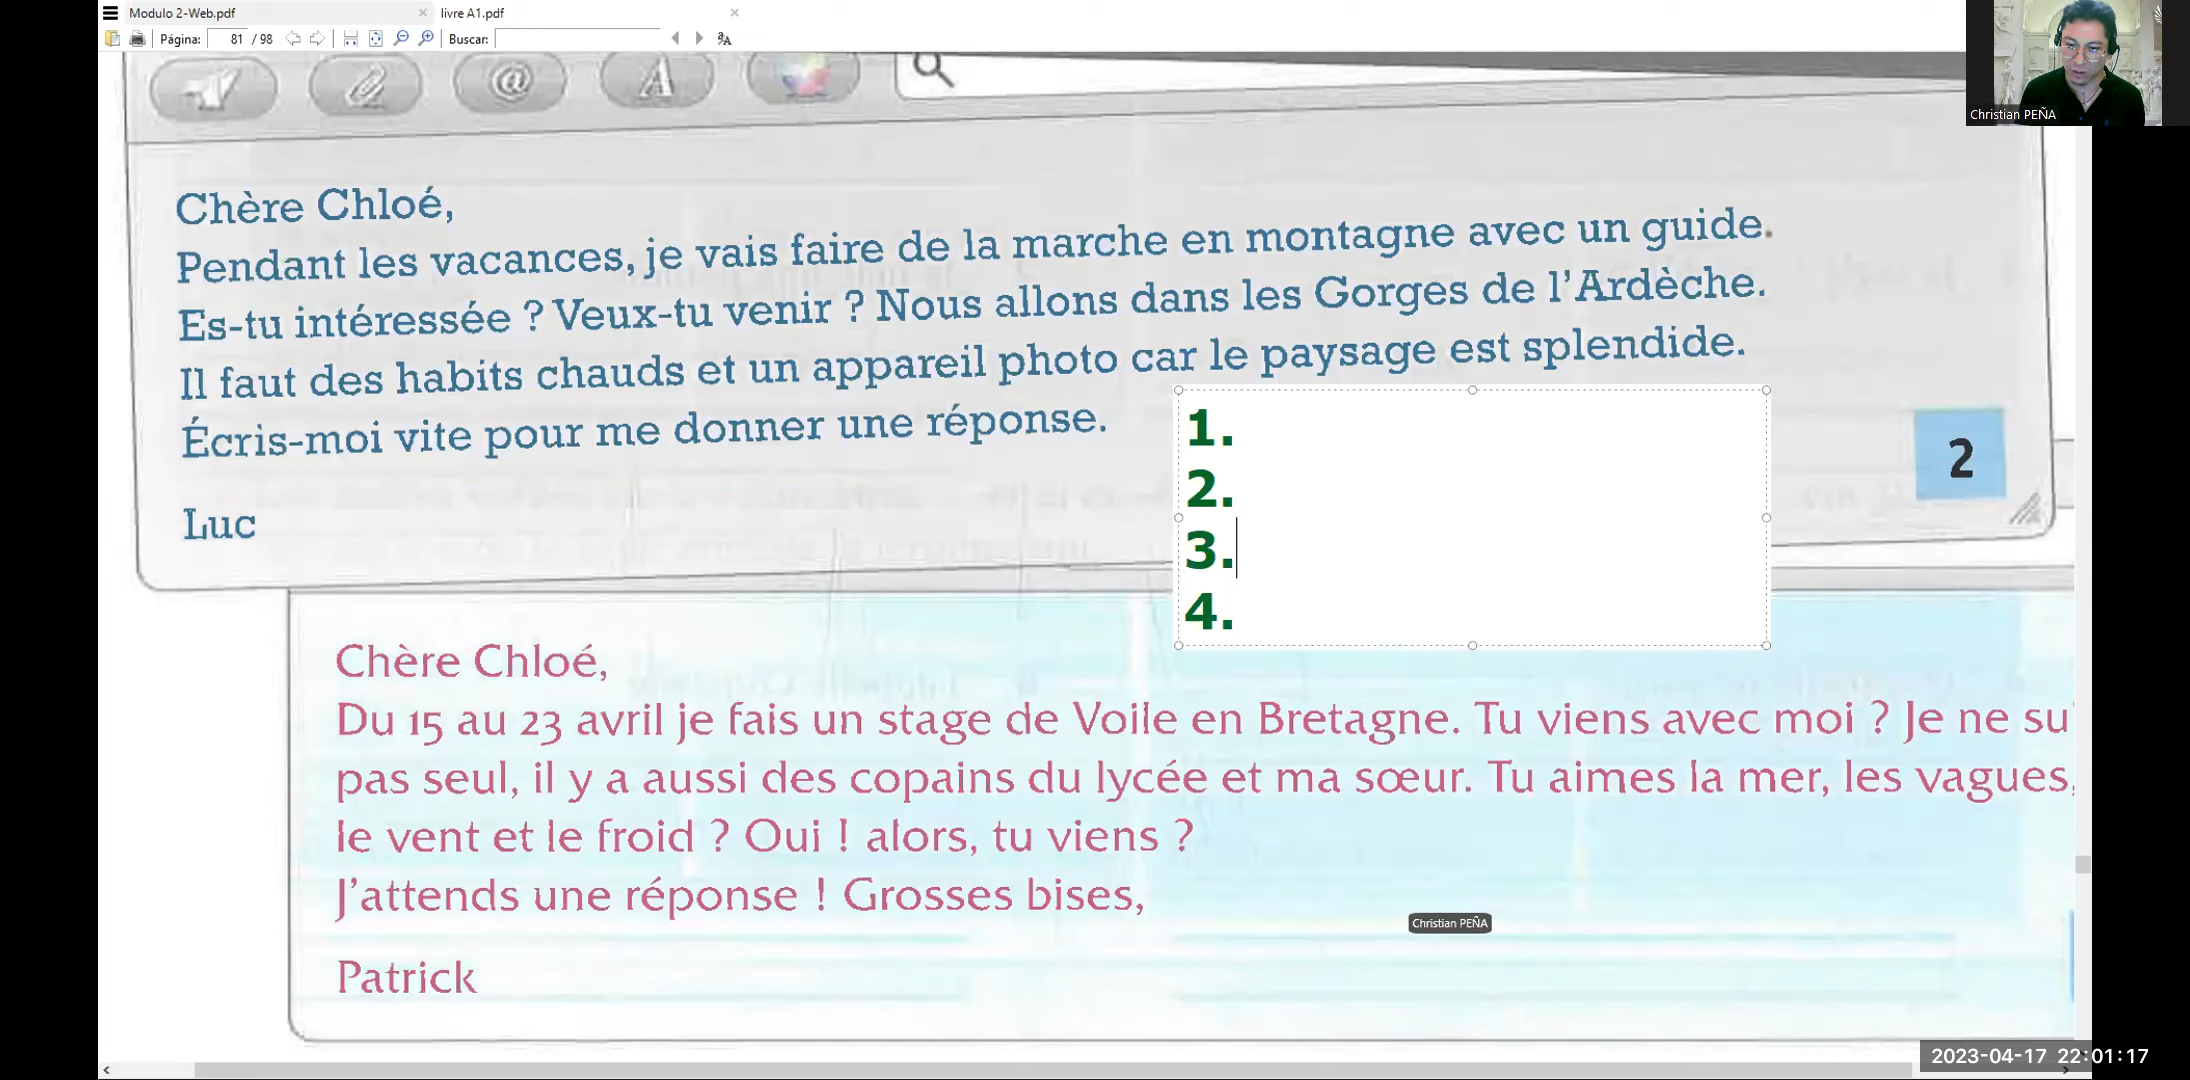 Modulo 2-Web.pdf
livre A1.pdf
Página: 81 / 98
Buscar:
Christian PEÑA
Chère Chloé,
Pendant les vacances, je vais faire de la marche en montagne avec un guide.
Es-tu intéressée ? Veux-tu venir ? Nous allons dans les Gorges de l'Ardèche.
Il faut des habits chauds et un appareil photo car le paysage est splendide.
Écris-moi vite pour me donner une réponse.
Luc
1.
2.
3.
4.
2
Chère Chloé,
Du 15 au 23 avril je fais un stage de Voile en Bretagne. Tu viens avec moi ? Je ne
pas seul, il y a aussi des copains du lycée et ma sœur. Tu aimes la mer, les vagues,
le vent et le froid ? Oui ! alors, tu viens ?
J'attends une réponse ! Grosses bises,
Christian PEÑA
Patrick
2023-04-17 22:01:17